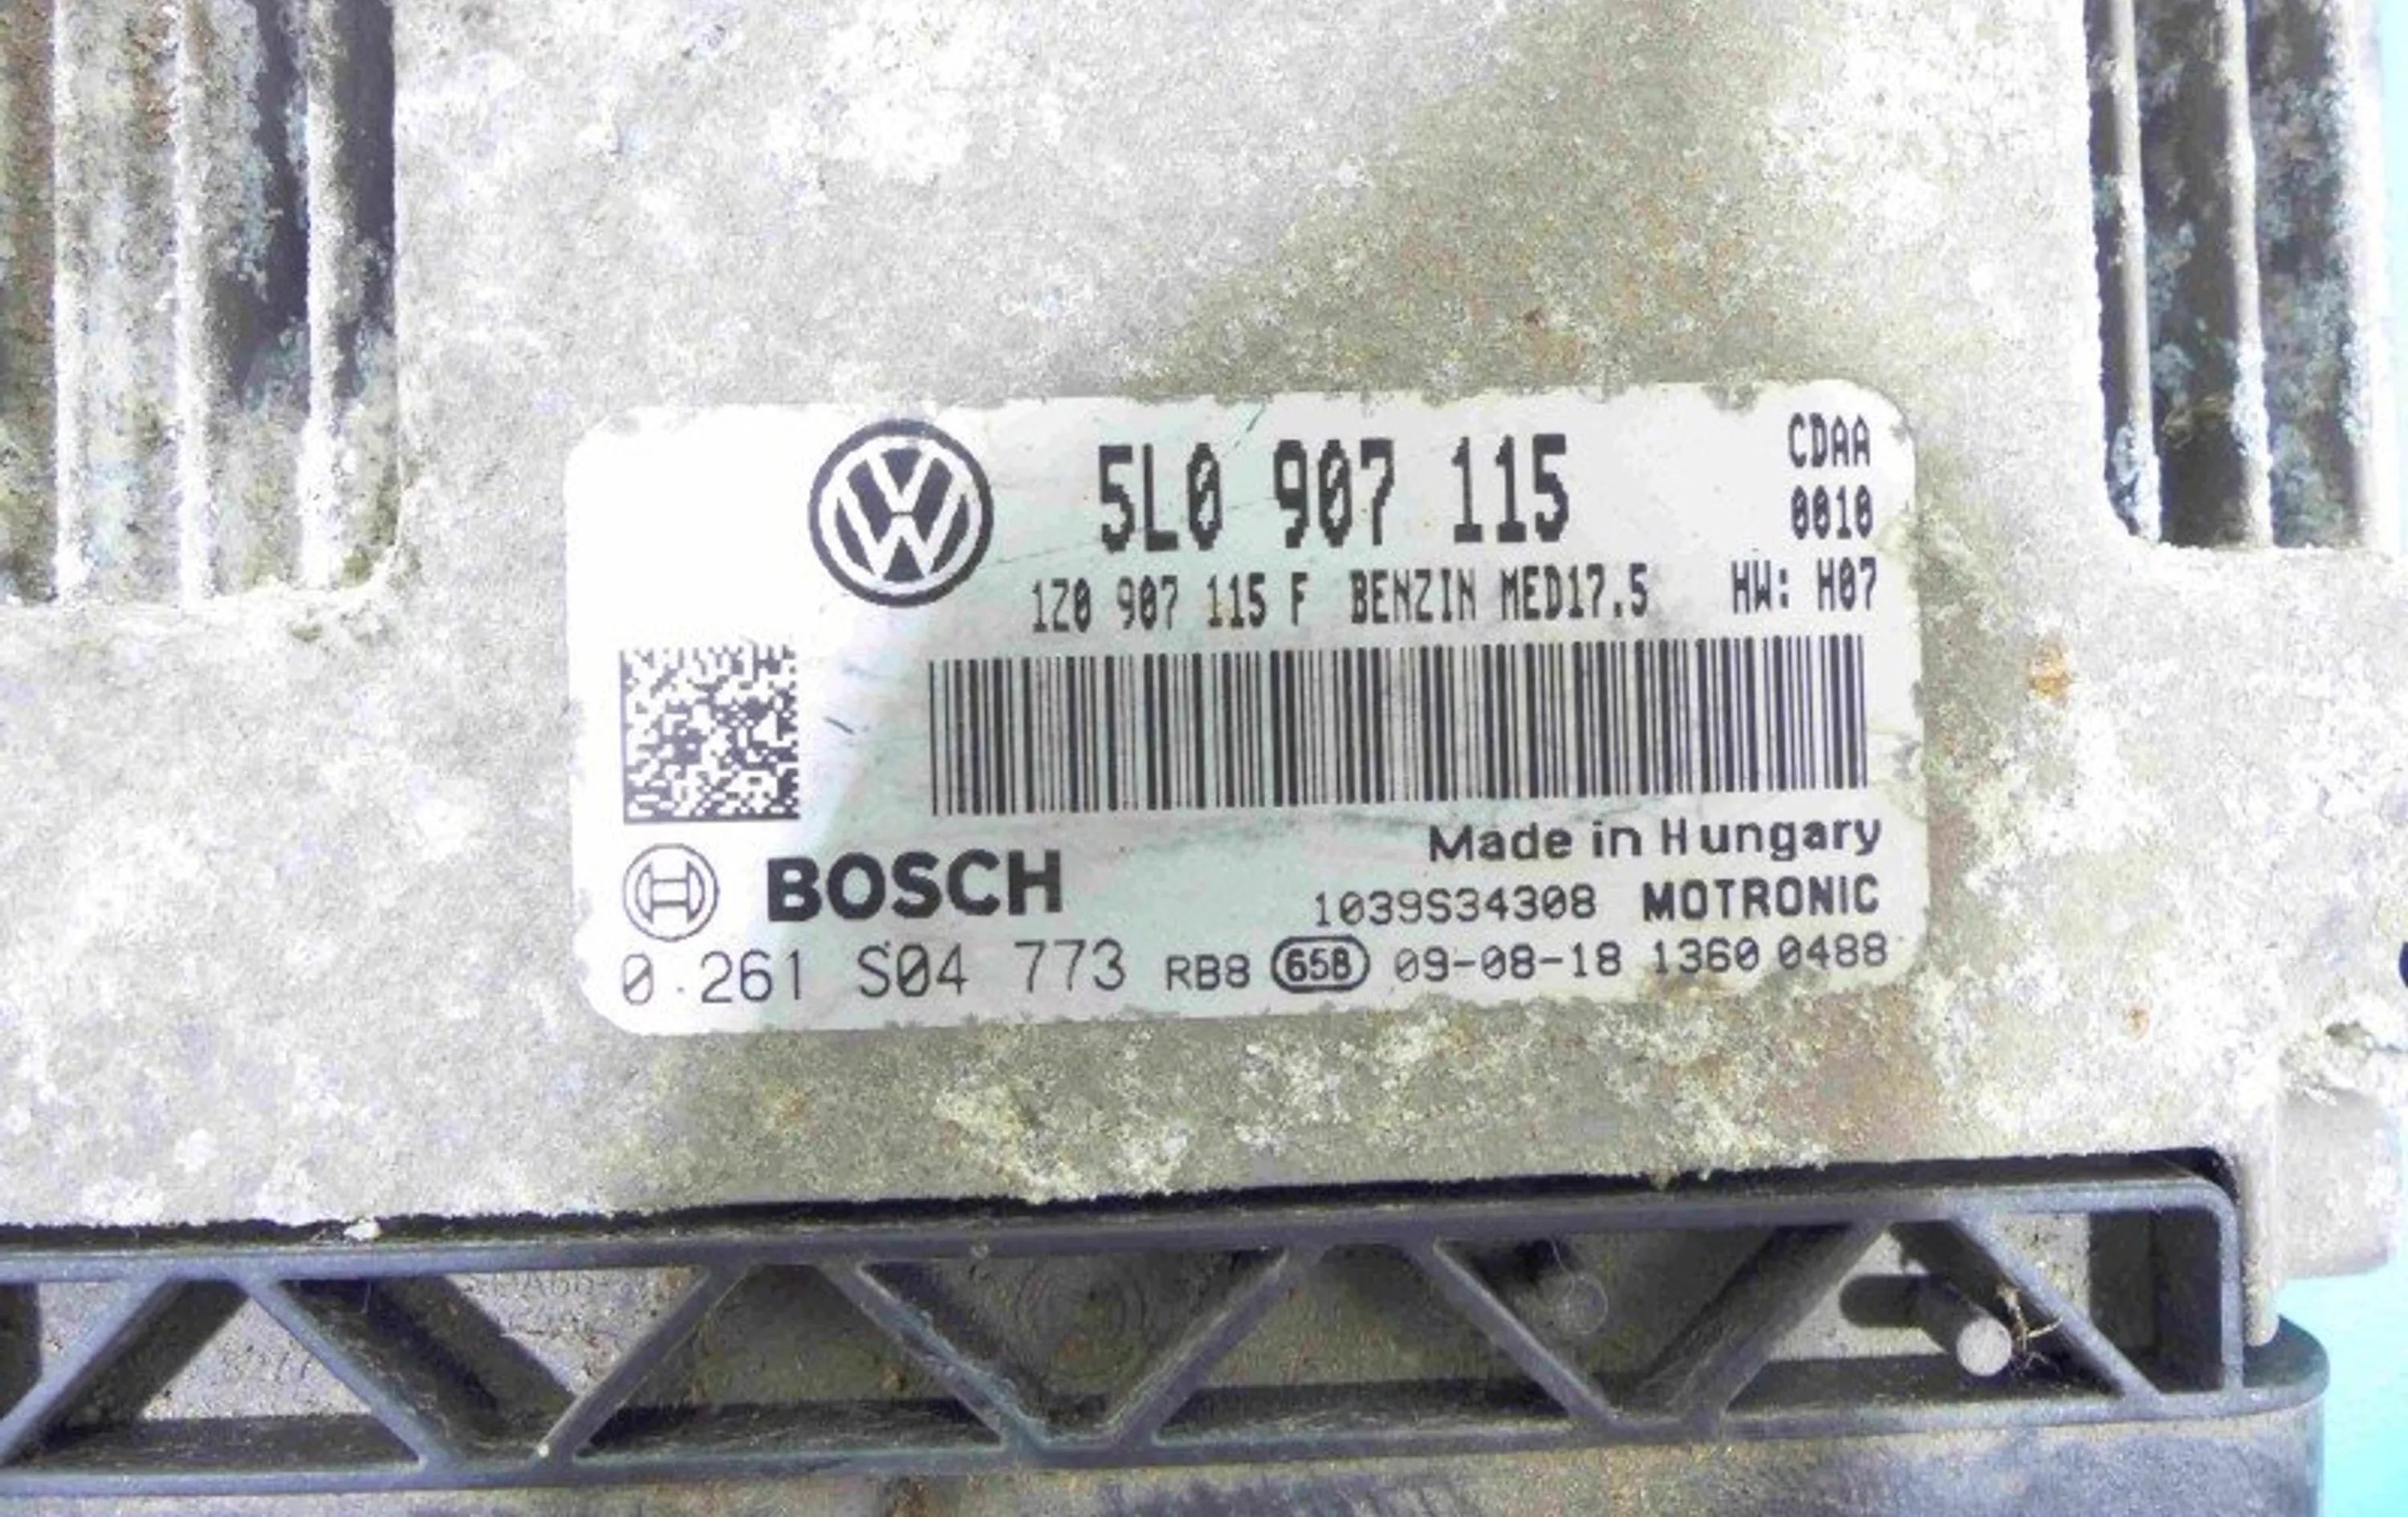 5L0 907 115 CDAA
0010
1Z0 907 115 F BENZIN MED17.5 HW: H07
Made in Hungary
BOSCH 1039S34308 MOTRONIC
0 261 S04 773 RB8 65B 09-08-18 1360 0488